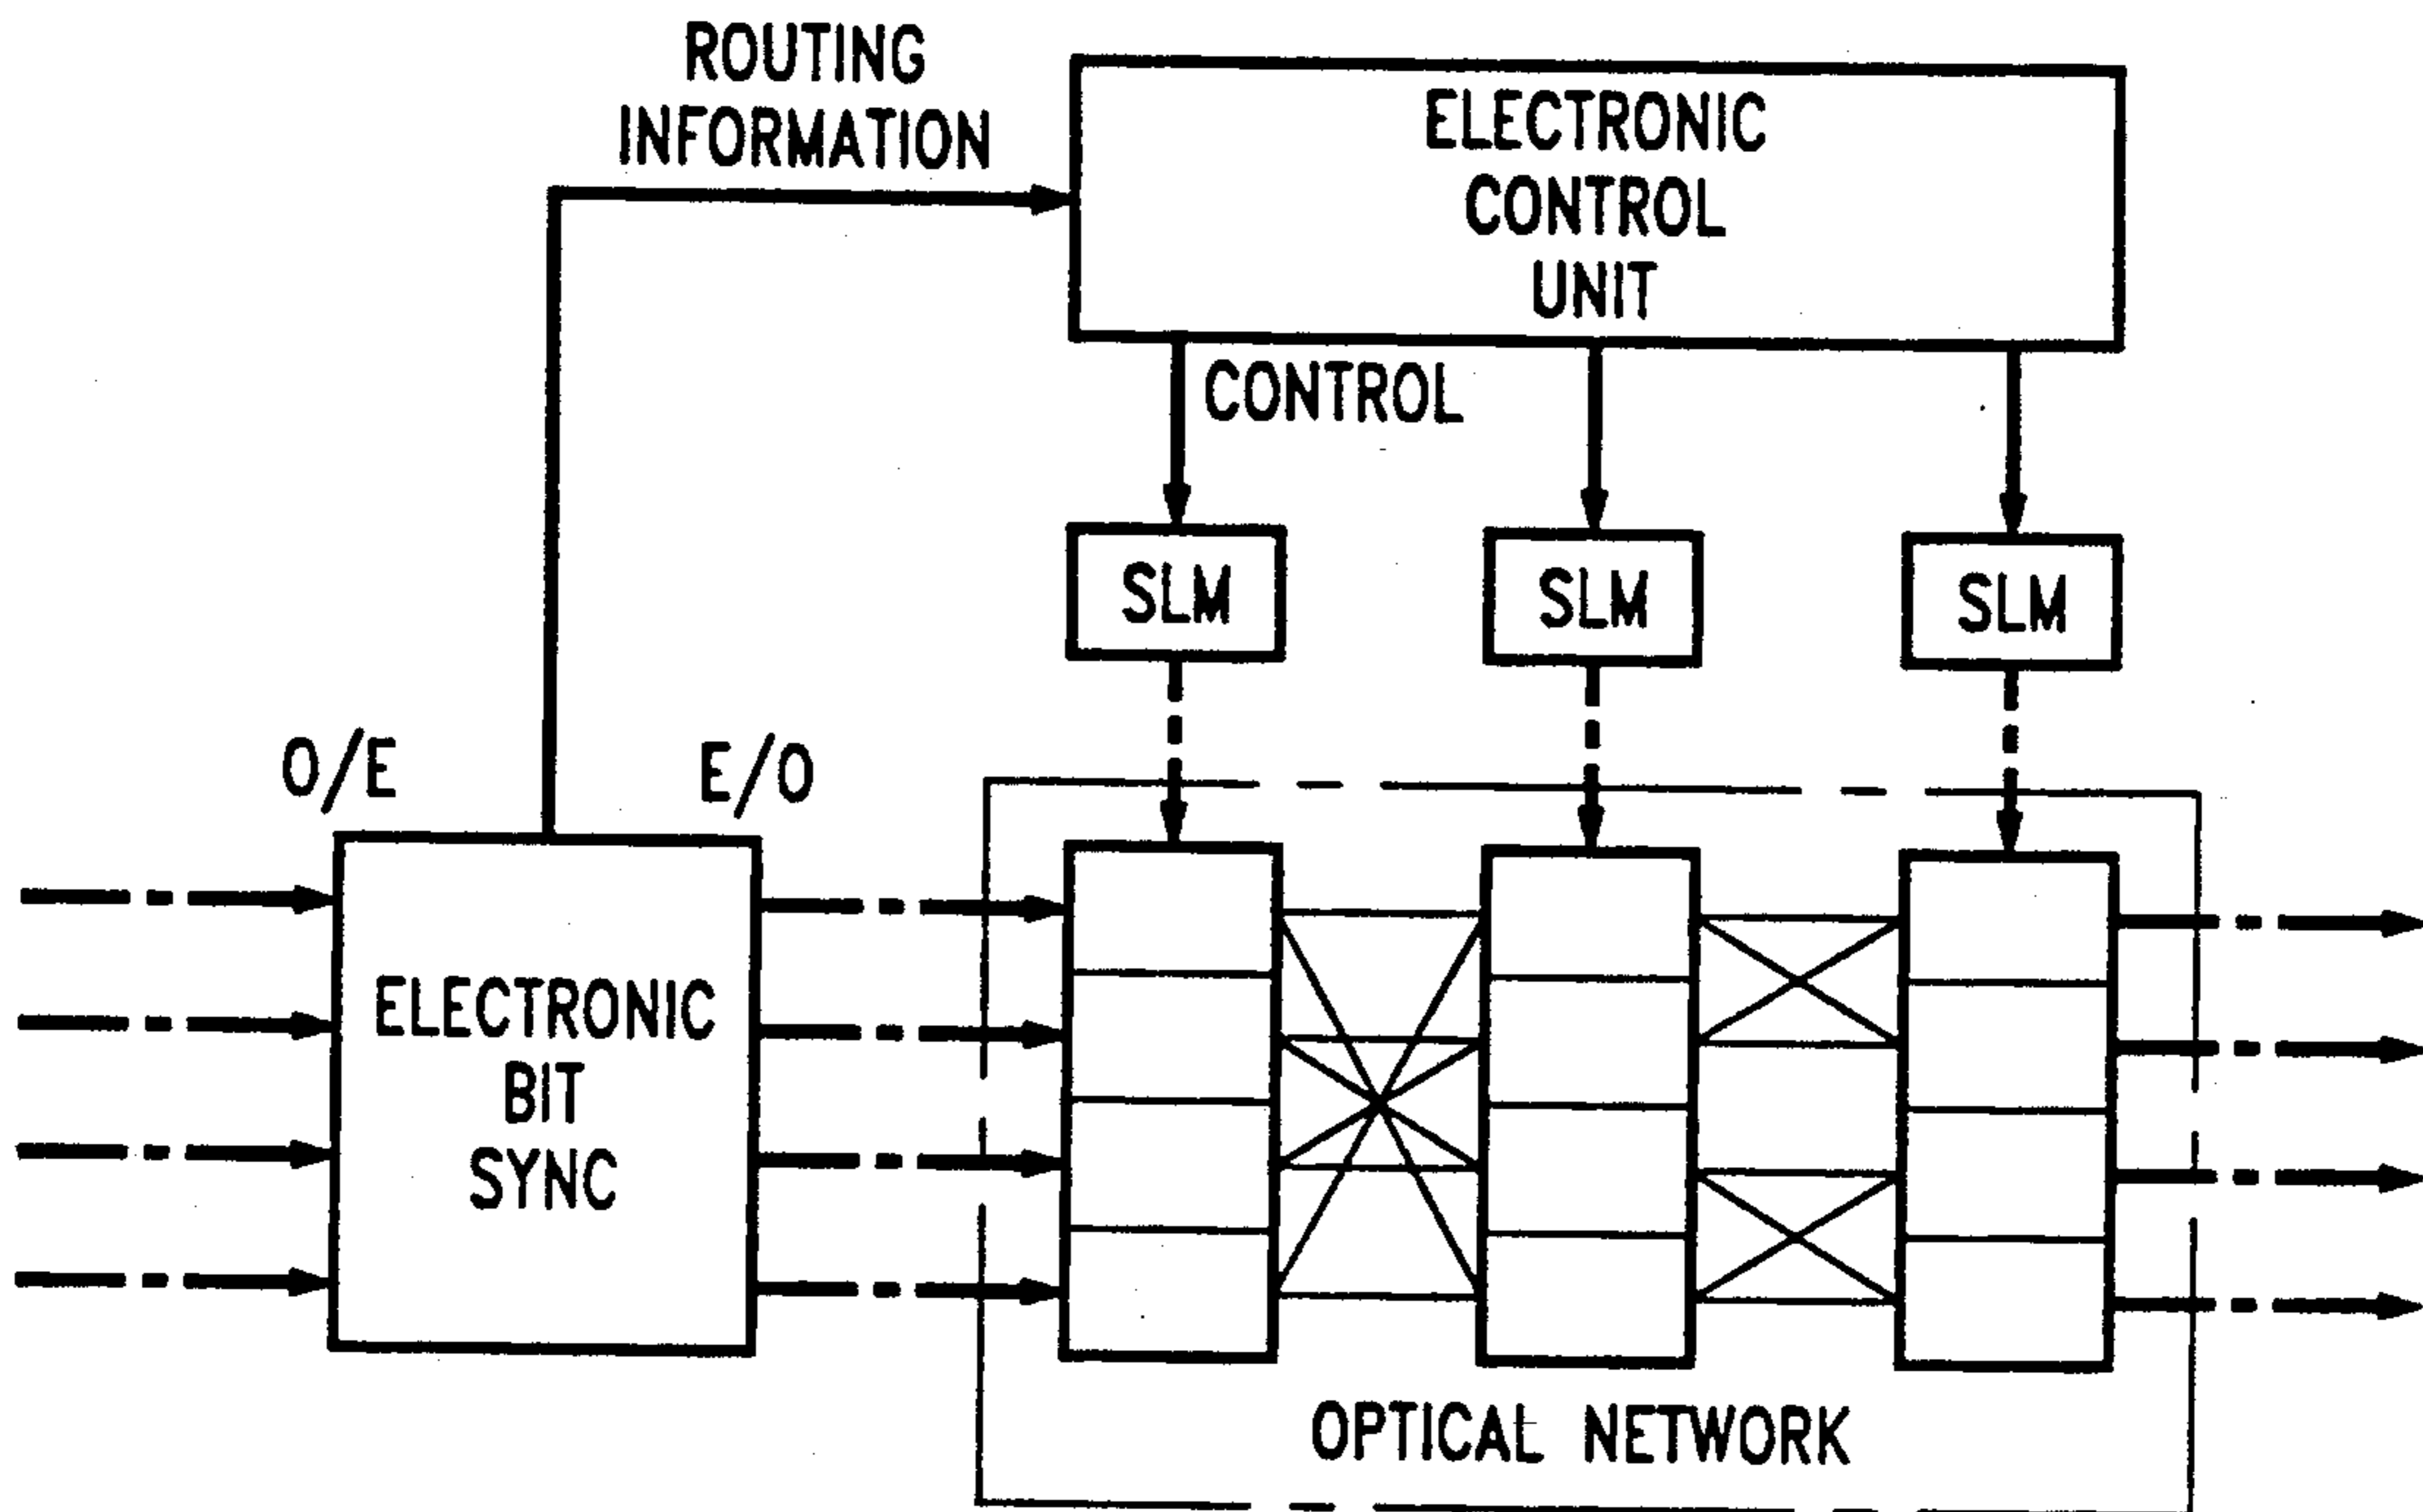 ROUTING
INFORMATION
ELECTRONIC
CONTROL
UNIT
CONTROL
SLM
SLM
SLM
O/E
E/O
ELECTRONIC
BIT
SYNC
OPTICAL NETWORK